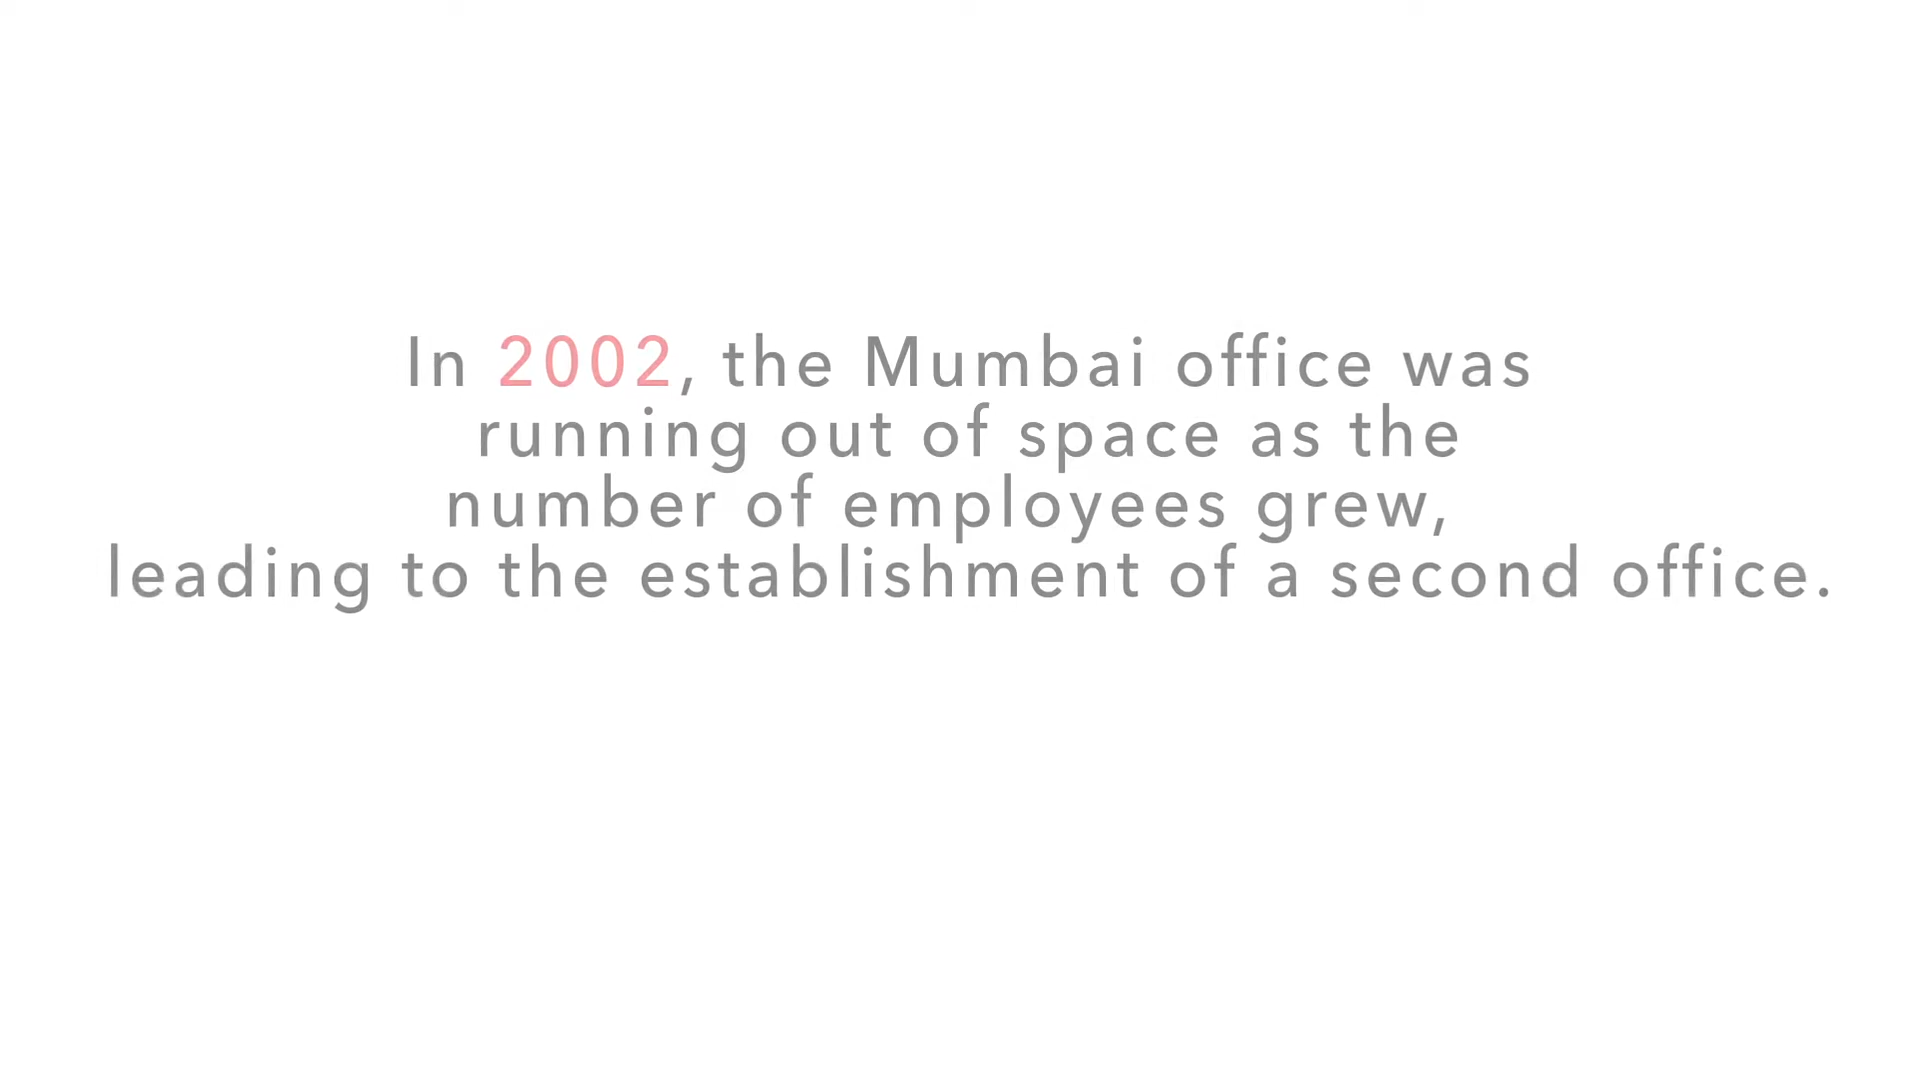 In 2002, the Mumbai office was
running out of space as the
number of employees grew,
leading to the establishment of a second office.